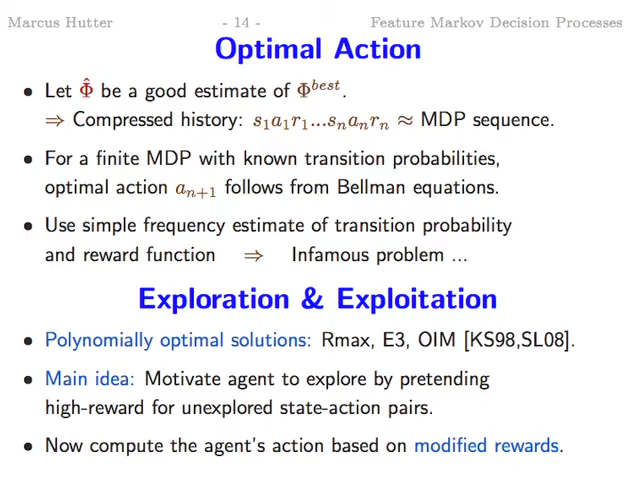 Marcus Hutter - 14 - Feature Markov Decision Processes
Optimal Action
• Let Φ̂ be a good estimate of Φ^best.
⇒ Compressed history: s₁a₁r₁...sₙaₙrₙ ≈ MDP sequence.
• For a finite MDP with known transition probabilities,
optimal action aₙ₊₁ follows from Bellman equations.
• Use simple frequency estimate of transition probability
and reward function ⇒ Infamous problem ...
Exploration & Exploitation
• Polynomially optimal solutions: Rmax, E3, OIM [KS98,SL08].
• Main idea: Motivate agent to explore by pretending
high-reward for unexplored state-action pairs.
• Now compute the agent's action based on modified rewards.